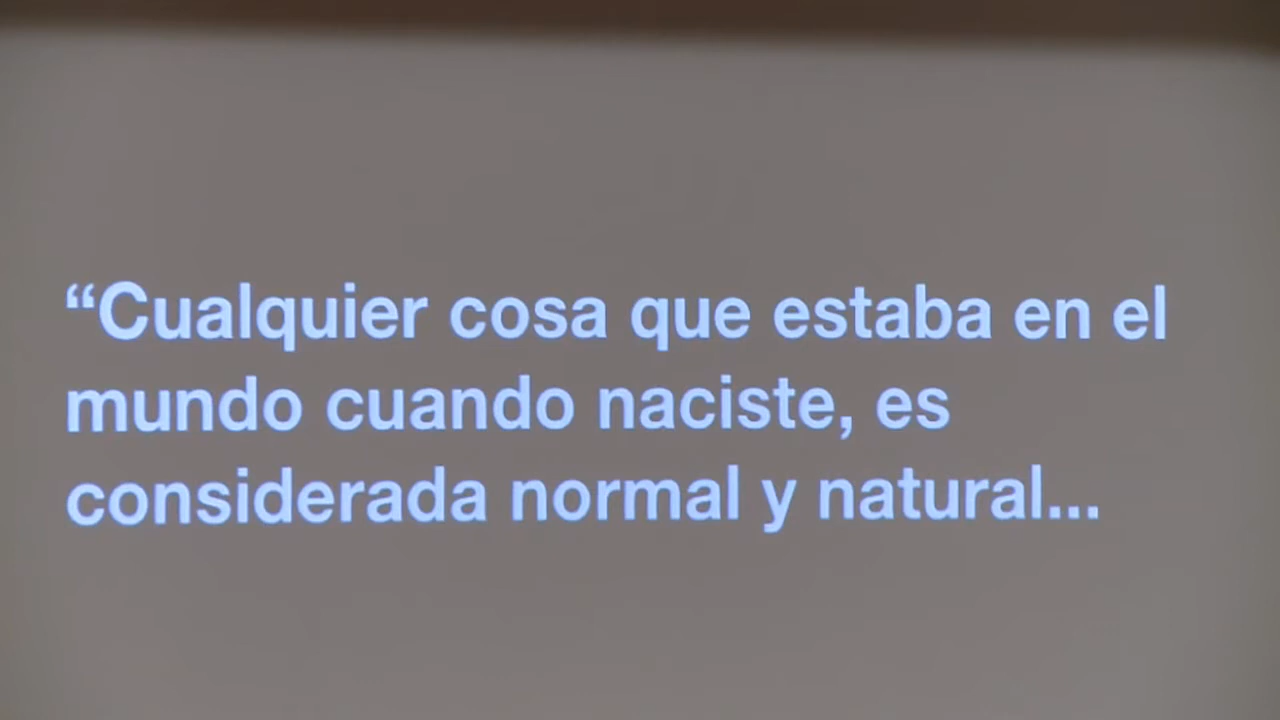 “Cualquier cosa que estaba en el
mundo cuando naciste, es
considerada normal y natural...